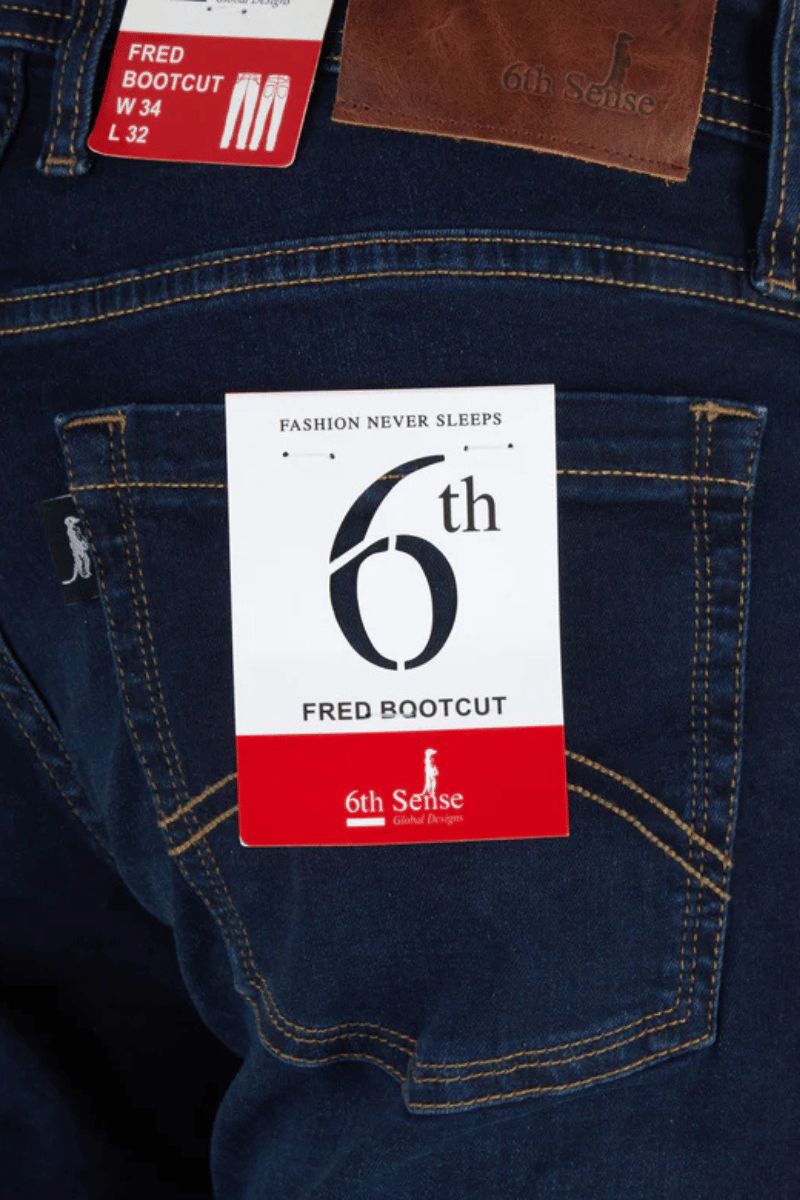 Global Designs
FRED
BOOTCUT
W 34
L 32
6th Sense
FASHION NEVER SLEEPS
6th
FRED BOOTCUT
6th Sense
Global Designs